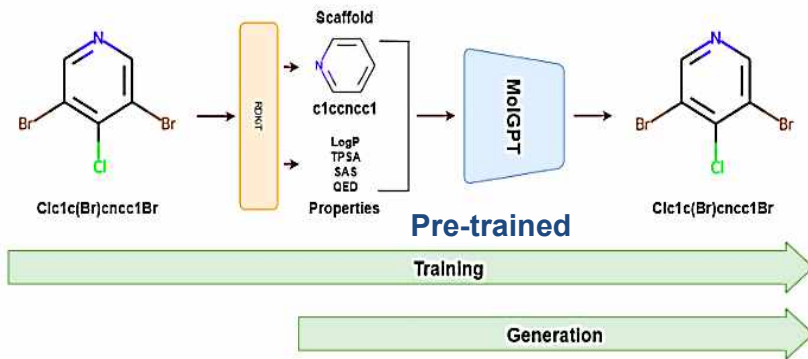 Scaffold
N
Br
Br
Cl
Clc1c(Br)cncc1Br
RDKIT
N
c1ccncc1
LogP
TPSA
SAS
QED
Properties
MolGPT
Pre-trained
N
Br
Br
Cl
Clc1c(Br)cncc1Br
Training
Generation